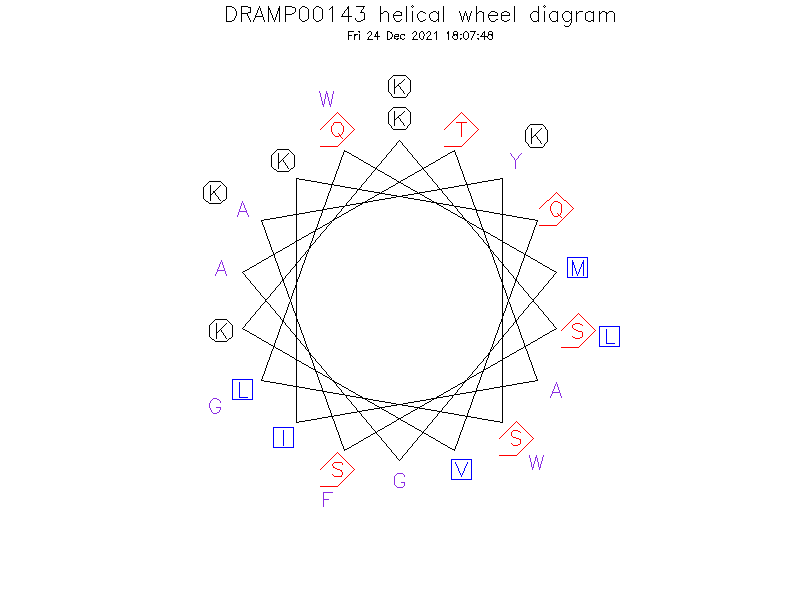 DRAMP00143 helical wheel diagram
Fri 24 Dec 2021 18:07:48
K
W
K
Q
T
K
K
Y
K
A
Q
A
M
K
S
L
L
A
G
I
S
W
S
V
G
F